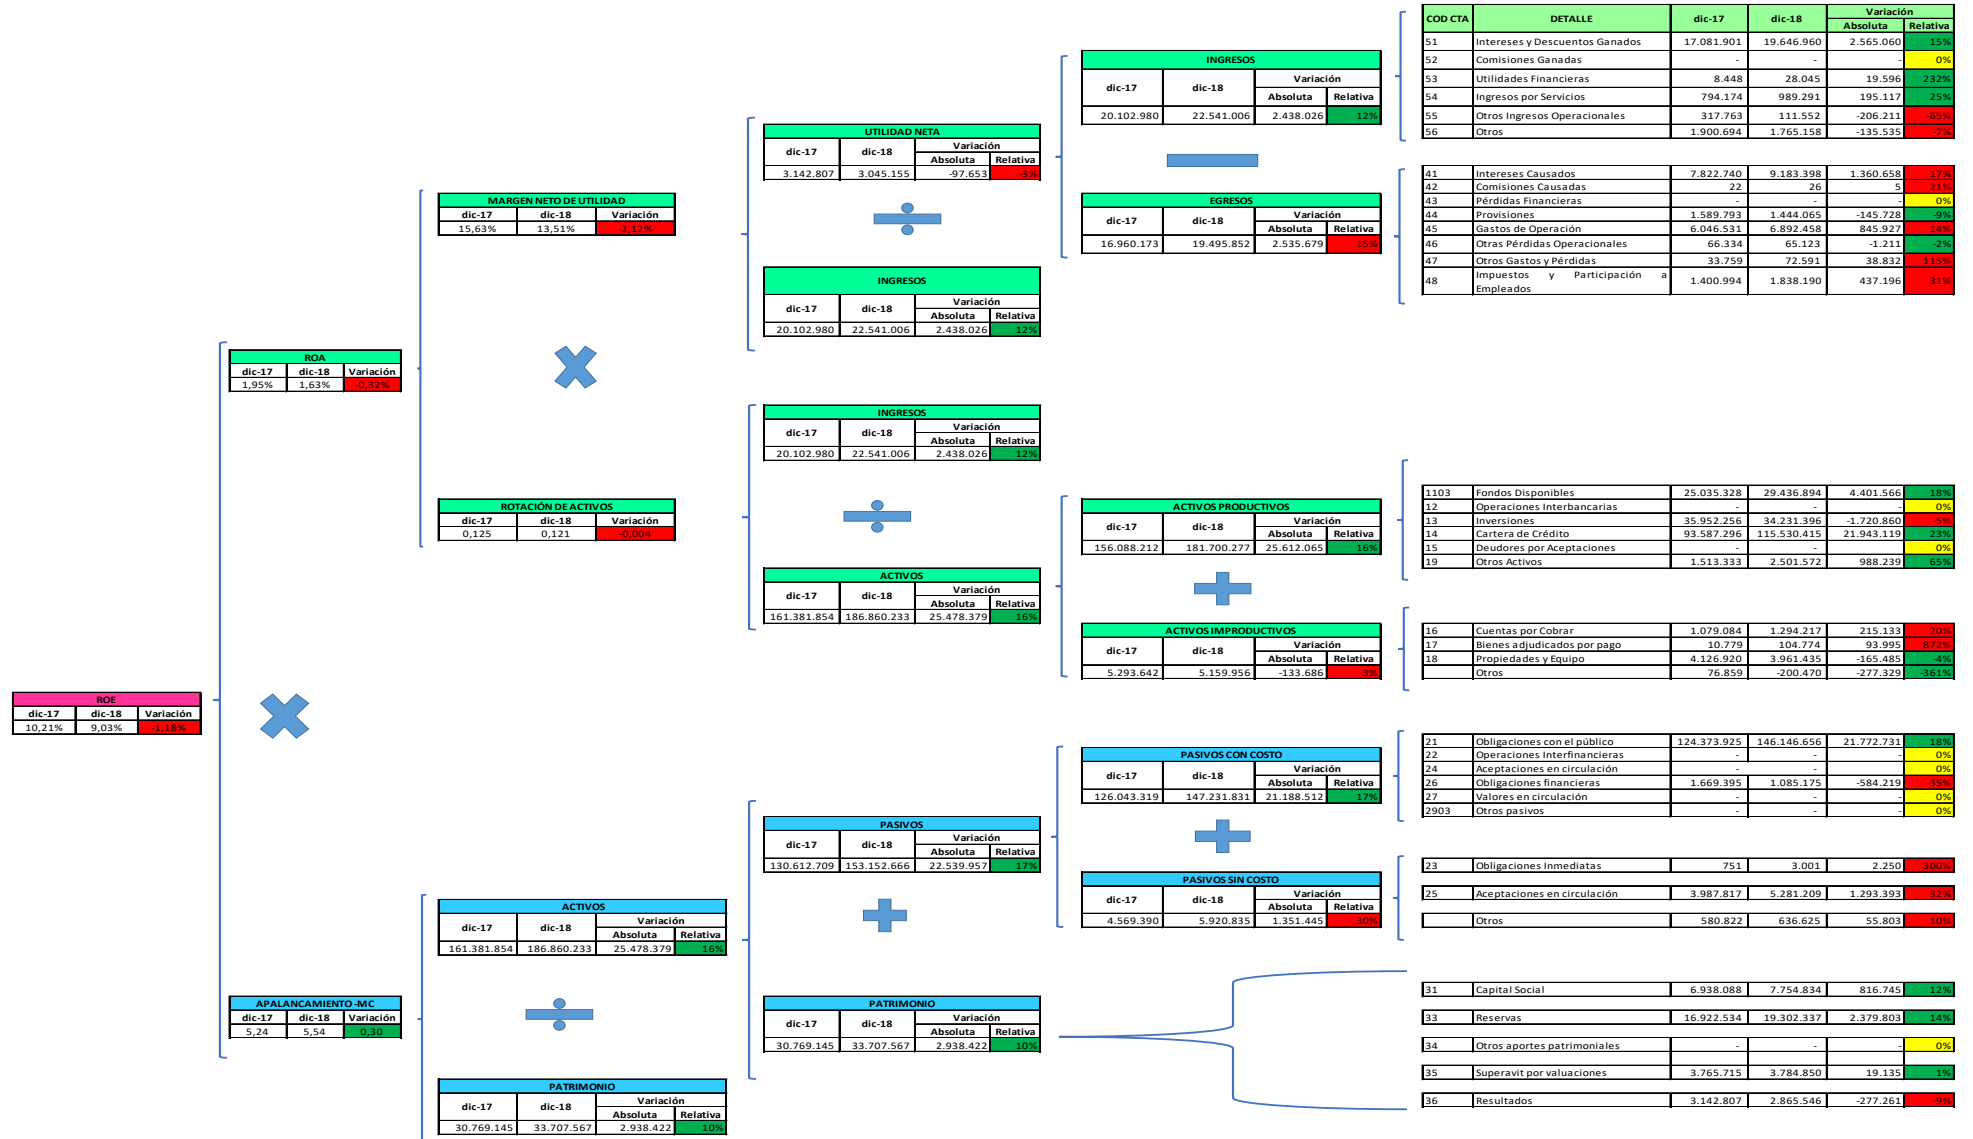 COD CTA DETALLE dic-17 dic-18 Variación
Absoluta Relativa
51 Intereses y Descuentos Ganados 17.081.901 19.646.960 2.565.060 15%
52 Comisiones Ganadas - - - 0%
53 Utilidades Financieras 8.448 28.045 19.596 232%
54 Ingresos por Servicios 794.174 989.291 195.117 25%
55 Otros Ingresos Operacionales 317.763 111.552 -206.211 -65%
56 Otros 1.900.694 1.765.158 -135.535 -7%
INGRESOS
dic-17 dic-18 Variación
Absoluta Relativa
20.102.980 22.541.006 2.438.026 12%
UTILIDAD NETA
dic-17 dic-18 Variación
Absoluta Relativa
3.142.807 3.045.155 -97.653 -3%
41 Intereses Causados 7.822.740 9.183.398 1.360.658 17%
42 Comisiones Causadas 22 26 5 21%
43 Pérdidas Financieras - - - 0%
44 Provisiones 1.589.793 1.444.065 -145.728 -9%
45 Gastos de Operación 6.046.531 6.892.458 845.927 14%
46 Otras Pérdidas Operacionales 66.334 65.123 -1.211 -2%
47 Otros Gastos y Pérdidas 33.759 72.591 38.832 115%
48 Impuestos y Participación a
Empleados 1.400.994 1.838.190 437.196 31%
EGRESOS
dic-17 dic-18 Variación
Absoluta Relativa
16.960.173 19.495.852 2.535.679 15%
MARGEN NETO DE UTILIDAD
dic-17 dic-18 Variación
15,63% 13,51% -2,12%
INGRESOS
dic-17 dic-18 Variación
Absoluta Relativa
20.102.980 22.541.006 2.438.026 12%
ROA
dic-17 dic-18 Variación
1,95% 1,63% -0,32%
INGRESOS
dic-17 dic-18 Variación
Absoluta Relativa
20.102.980 22.541.006 2.438.026 12%
ROTACIÓN DE ACTIVOS
dic-17 dic-18 Variación
0,125 0,121 -0,004
ACTIVOS PRODUCTIVOS
dic-17 dic-18 Variación
Absoluta Relativa
156.088.212 181.700.277 25.612.065 16%
1103 Fondos Disponibles 25.035.328 29.436.894 4.401.566 18%
12 Operaciones Interbancarias - - - 0%
13 Inversiones 35.952.256 34.231.396 -1.720.860 -5%
14 Cartera de Crédito 93.587.296 115.530.415 21.943.119 23%
15 Deudores por Aceptaciones - - 0%
19 Otros Activos 1.513.333 2.501.572 988.239 65%
ACTIVOS
dic-17 dic-18 Variación
Absoluta Relativa
161.381.854 186.860.233 25.478.379 16%
ACTIVOS IMPRODUCTIVOS
dic-17 dic-18 Variación
Absoluta Relativa
5.293.642 5.159.956 -133.686 -3%
16 Cuentas por Cobrar 1.079.084 1.294.217 215.133 20%
17 Bienes adjudicados por pago 10.779 104.774 93.995 872%
18 Propiedades y Equipo 4.126.920 3.961.435 -165.485 -4%
Otros 76.859 -200.470 -277.329 -361%
ROE
dic-17 dic-18 Variación
10,21% 9,03% -1,18%
PASIVOS CON COSTO
dic-17 dic-18 Variación
Absoluta Relativa
126.043.319 147.231.831 21.188.512 17%
21 Obligaciones con el público 124.373.925 146.146.656 21.772.731 18%
22 Operaciones Interfinancieras - - - 0%
24 Aceptaciones en circulación - - 0%
26 Obligaciones financieras 1.669.395 1.085.175 -584.219 -35%
27 Valores en circulación - - - 0%
2903 Otros pasivos - - - 0%
PASIVOS
dic-17 dic-18 Variación
Absoluta Relativa
130.612.709 153.152.666 22.539.957 17%
PASIVOS SIN COSTO
dic-17 dic-18 Variación
Absoluta Relativa
4.569.390 5.920.835 1.351.445 30%
23 Obligaciones Inmediatas 751 3.001 2.250 300%
25 Aceptaciones en circulación 3.987.817 5.281.209 1.293.393 32%
Otros 580.822 636.625 55.803 10%
ACTIVOS
dic-17 dic-18 Variación
Absoluta Relativa
161.381.854 186.860.233 25.478.379 16%
APALANCAMIENTO -MC
dic-17 dic-18 Variación
5,24 5,54 0,30
PATRIMONIO
dic-17 dic-18 Variación
Absoluta Relativa
30.769.145 33.707.567 2.938.422 10%
31 Capital Social 6.938.088 7.754.834 816.745 12%
33 Reservas 16.922.534 19.302.337 2.379.803 14%
34 Otros aportes patrimoniales - - - 0%
35 Superavit por valuaciones 3.765.715 3.784.850 19.135 1%
36 Resultados 3.142.807 2.865.546 -277.261 -9%
PATRIMONIO
dic-17 dic-18 Variación
Absoluta Relativa
30.769.145 33.707.567 2.938.422 10%